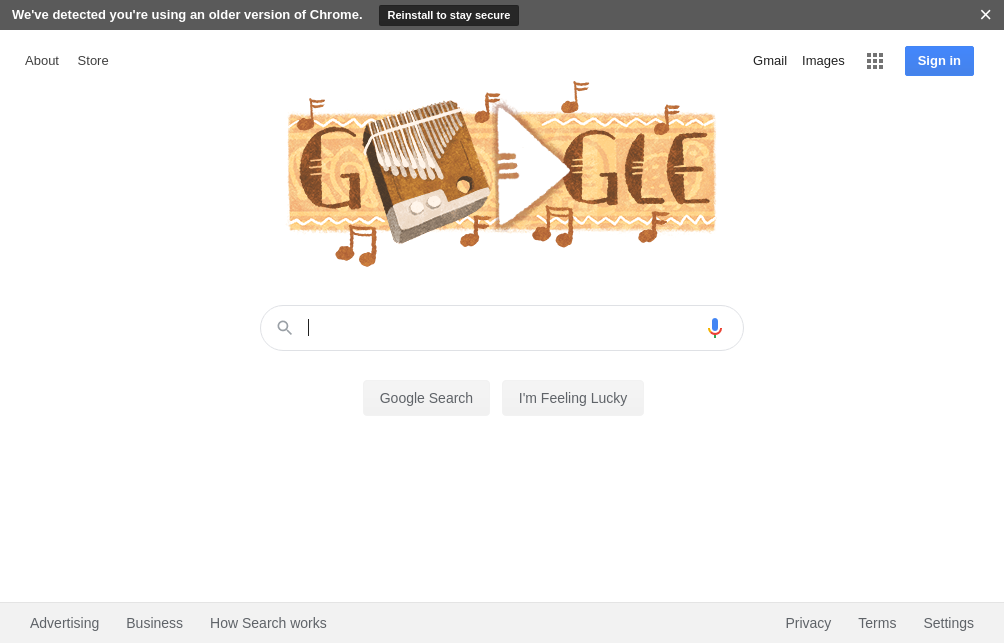 We've detected you're using an older version of Chrome. Reinstall to stay secure
About Store Gmail Images Sign in
G GLE
Google Search I'm Feeling Lucky
Advertising Business How Search works Privacy Terms Settings